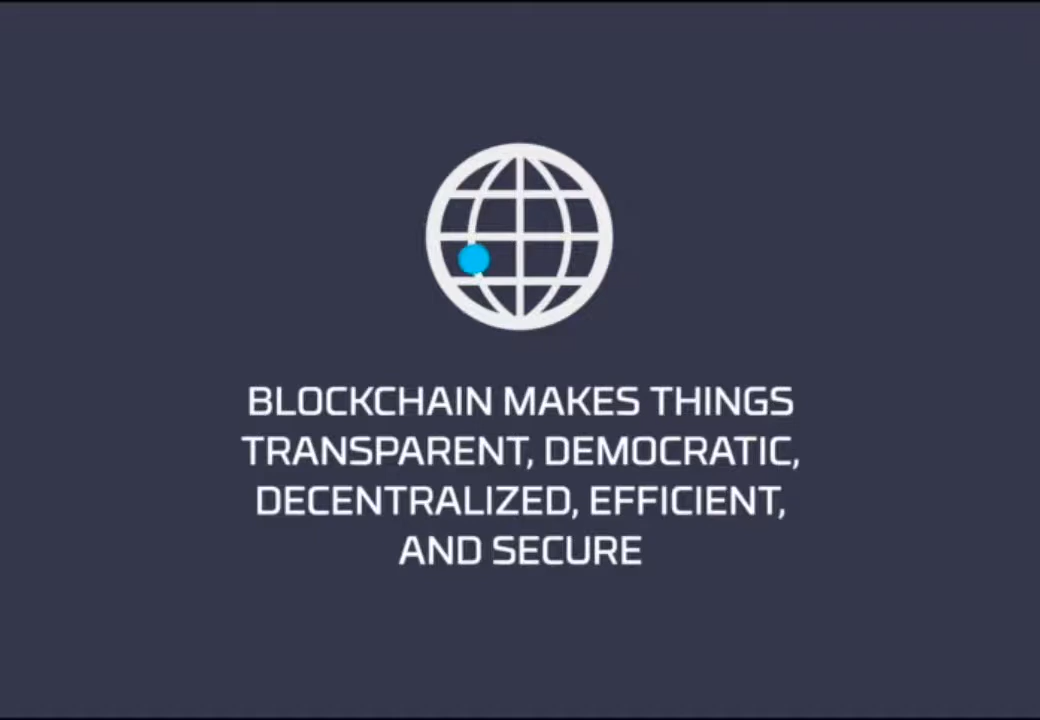 BLOCKCHAIN MAKES THINGS
TRANSPARENT, DEMOCRATIC,
DECENTRALIZED, EFFICIENT,
AND SECURE